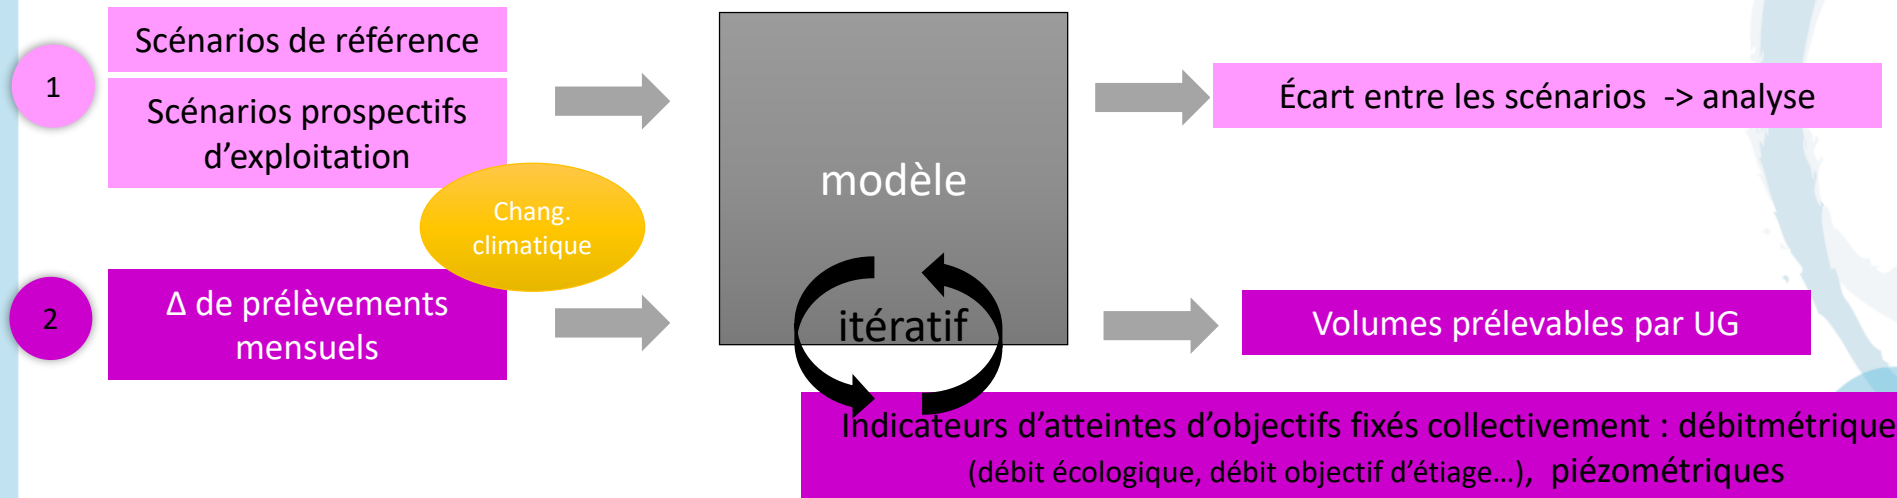 1
Scénarios de référence
Scénarios prospectifs
d'exploitation
Chang.
climatique
modèle
itératif
Écart entre les scénarios -> analyse
2
Δ de prélèvements
mensuels
Volumes prélevables par UG
Indicateurs d'atteintes d'objectifs fixés collectivement : débitmétrique
(débit écologique, débit objectif d'étiage…), piézométriques